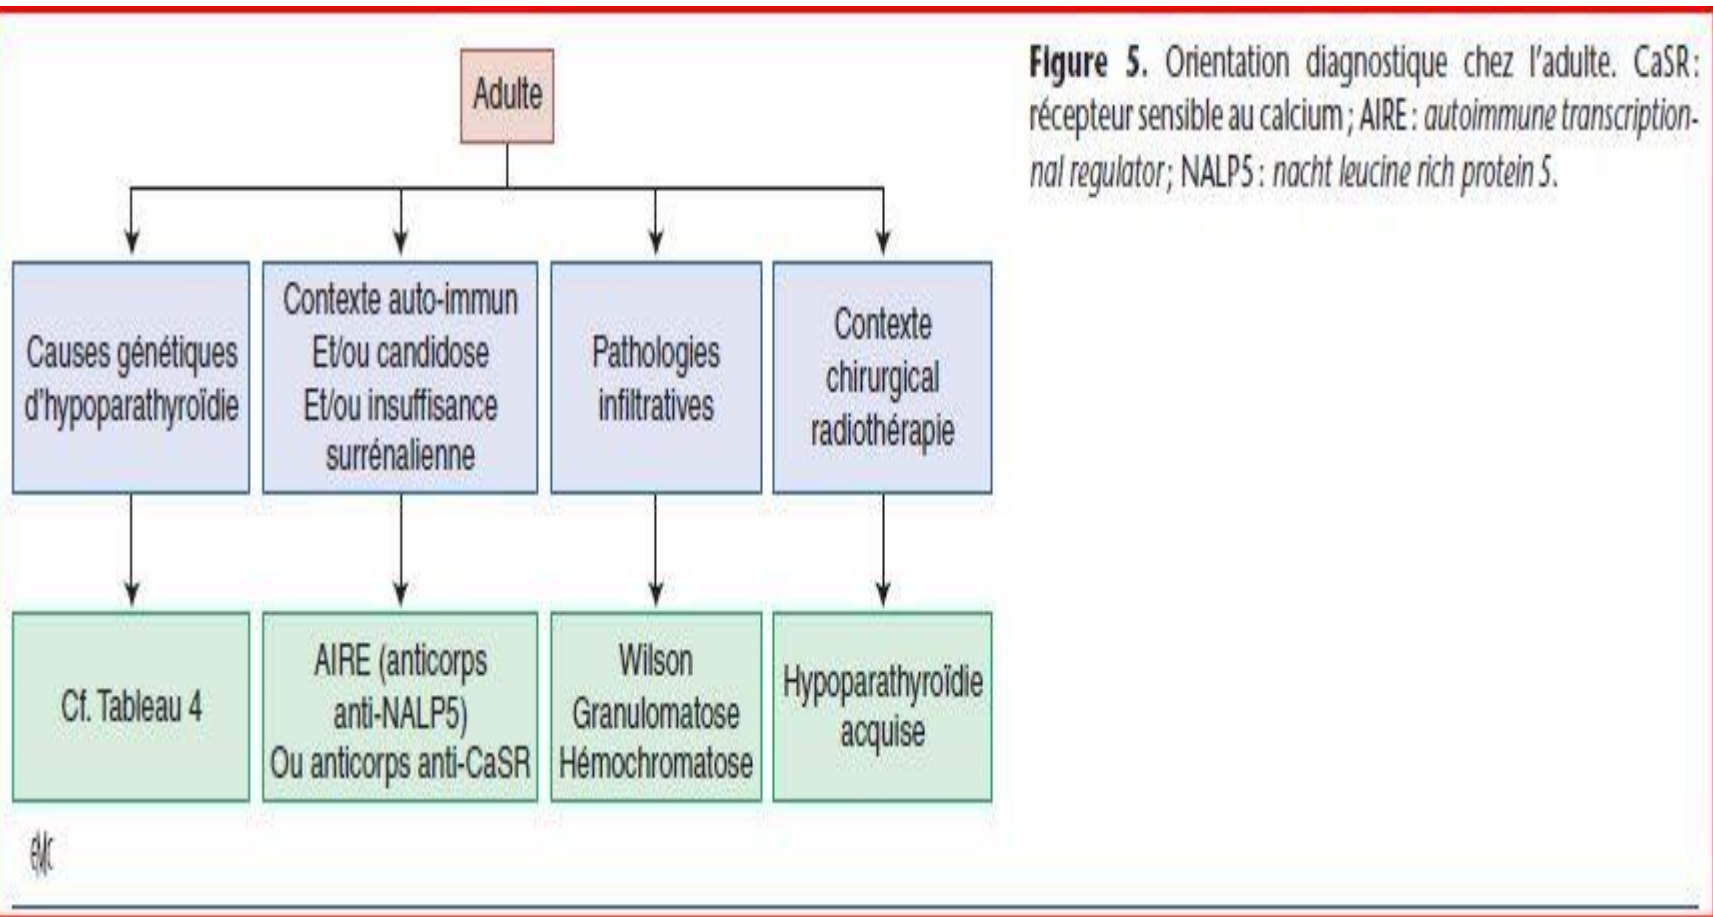 Adulte
Causes génétiques
d'hypoparathyroïdie
Contexte auto-immun
Et/ou candidose
Et/ou insuffisance
surrénalienne
Pathologies
infiltratives
Contexte
chirurgical
radiothérapie
Cf. Tableau 4
AIRE (anticorps
anti-NALP5)
Ou anticorps anti-CaSR
Wilson
Granulomatose
Hémochromatose
Hypoparathyroïdie
acquise
Figure 5. Orientation diagnostique chez l'adulte. CaSR :
récepteur sensible au calcium ; AIRE : autoimmune transcription-
nal regulator ; NALP5 : nacht leucine rich protein 5.
EMC